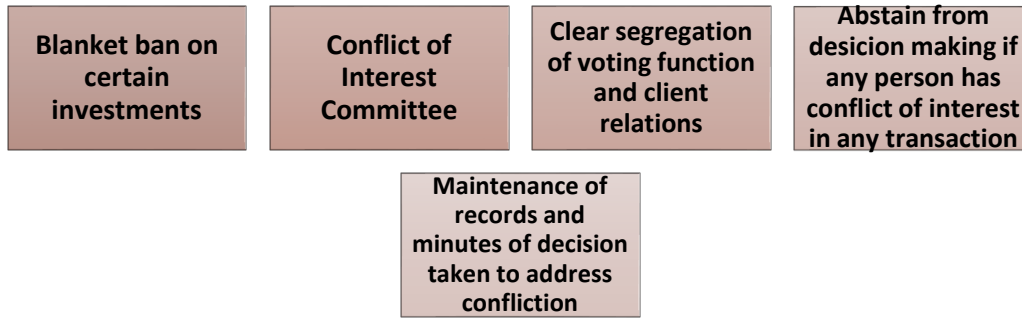 Blanket ban on
certain
investments
Conflict of
Interest
Committee
Clear segregation
of voting function
and client
relations
Abstain from
desicion making if
any person has
conflict of interest
in any transaction
Maintenance of
records and
minutes of decision
taken to address
confliction